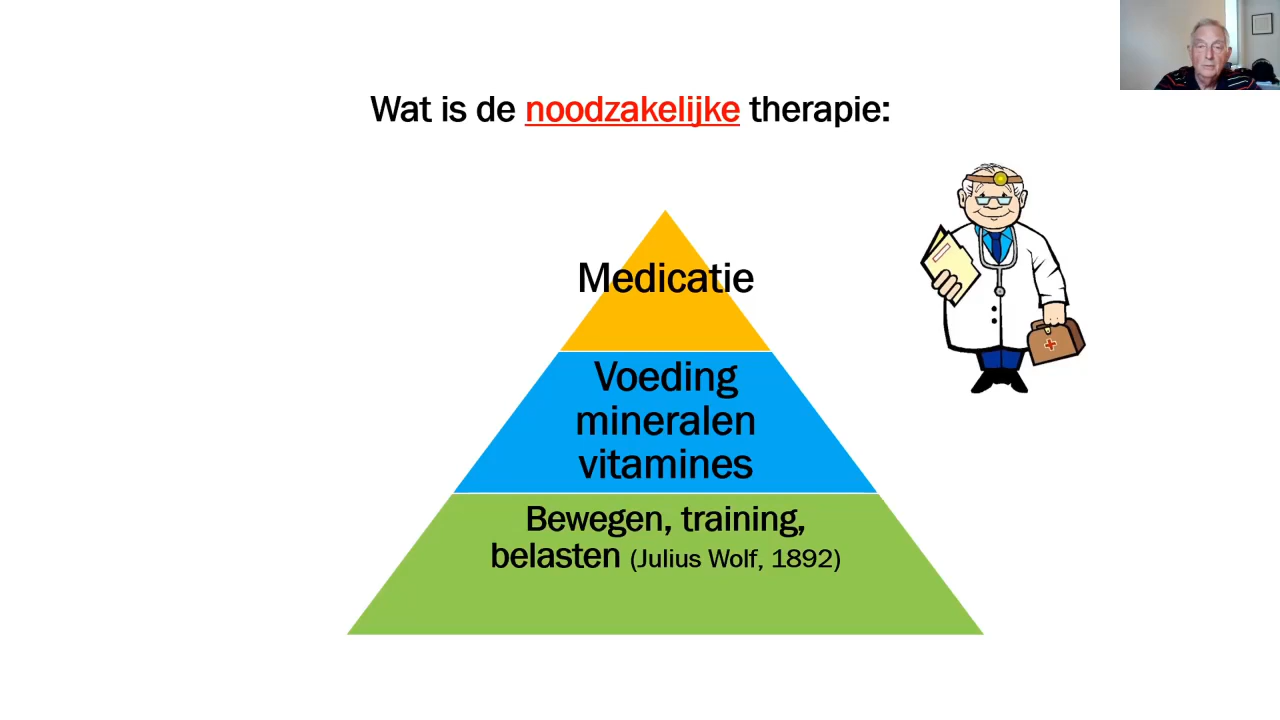 Wat is de noodzakelijke therapie:
Medicatie
Voeding
mineralen
vitamines
Bewegen, training,
belasten (Julius Wolf, 1892)